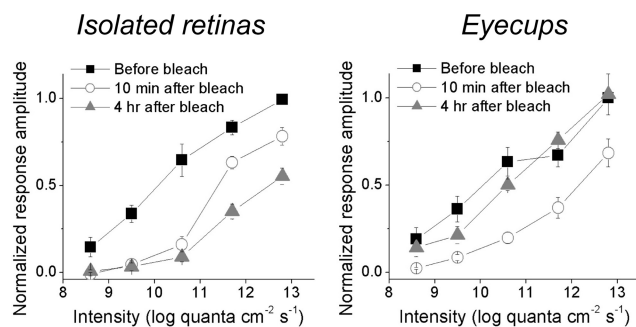 Isolated retinas
Normalized response amplitude
Before bleach
10 min after bleach
4 hr after bleach
1.0
0.5
0.0
8 9 10 11 12 13
Intensity (log quanta cm⁻² s⁻¹)
Eyecups
Normalized response amplitude
Before bleach
10 min after bleach
4 hr after bleach
1.0
0.5
0.0
8 9 10 11 12 13
Intensity (log quanta cm⁻² s⁻¹)